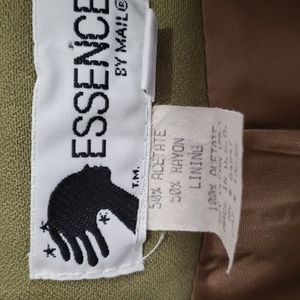 ESSENCE
BY MAIL®
T.M.
50% ACETATE
50% RAYON
LINING
100% ACETATE